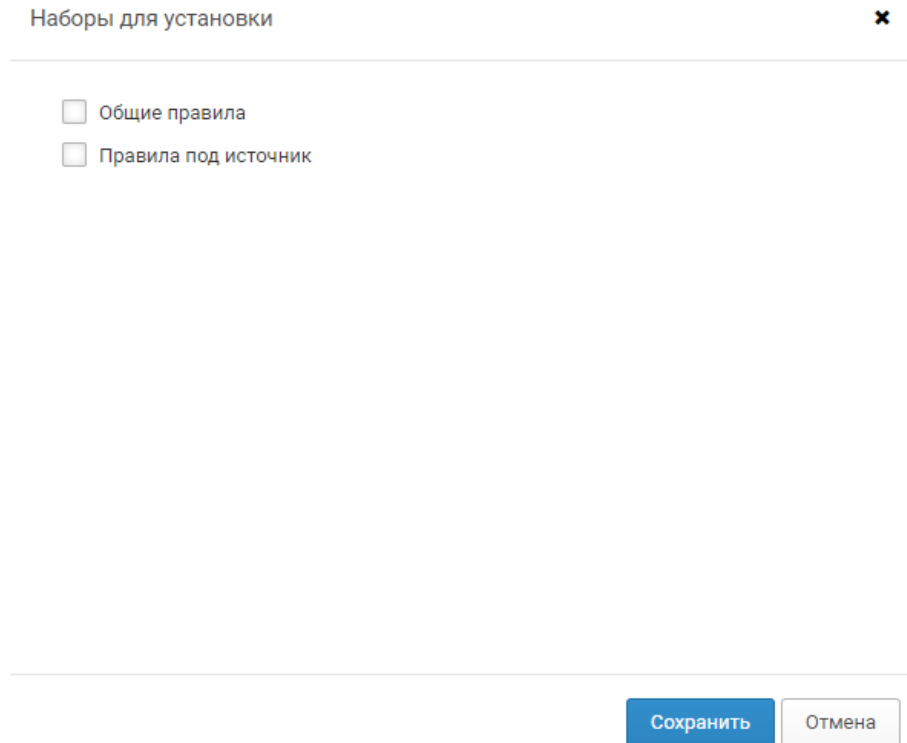 Наборы для установки
Общие правила
Правила под источник
Сохранить
Отмена